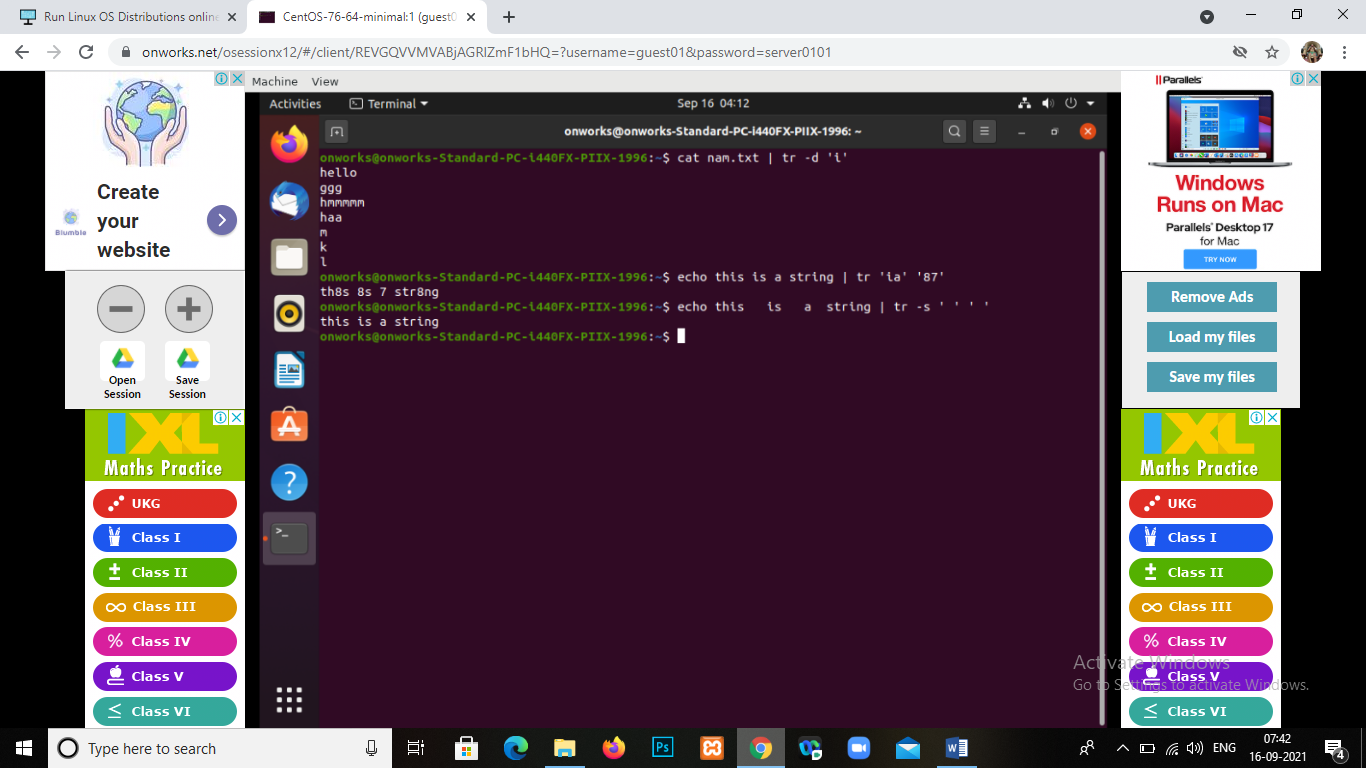 Run Linux OS Distributions online
CentOS-76-64-minimal:1 (guest0
onworks.net/osessionx12/#/client/REVGQVVMVABjAGRlZmF1bHQ=?username=guest01&password=server0101
Machine View
Activities
Terminal
Sep 16 04:12
onworks@onworks-Standard-PC-i440FX-PIIX-1996: ~
onworks@onworks-Standard-PC-i440FX-PIIX-1996:~$ cat nam.txt | tr -d 'i'
hello
ggg
hmmmmm
haa
m
k
l
onworks@onworks-Standard-PC-i440FX-PIIX-1996:~$ echo this is a string | tr 'ia' '87'
th8s 8s 7 str8ng
onworks@onworks-Standard-PC-i440FX-PIIX-1996:~$ echo this   is   a  string | tr -s ' ' ' '
this is a string
onworks@onworks-Standard-PC-i440FX-PIIX-1996:~$
Create
your
website
Blumble
Open
Session
Save
Session
IXL
Maths Practice
UKG
Class I
Class II
Class III
Class IV
Class V
Class VI
Parallels
Windows
Runs on Mac
Parallels® Desktop 17
for Mac
TRY NOW
Remove Ads
Load my files
Save my files
IXL
Maths Practice
UKG
Class I
Class II
Class III
Class IV
Class V
Class VI
Activate Windows
Go to Settings to activate Windows.
Type here to search
Ps
ENG
07:42
16-09-2021
4